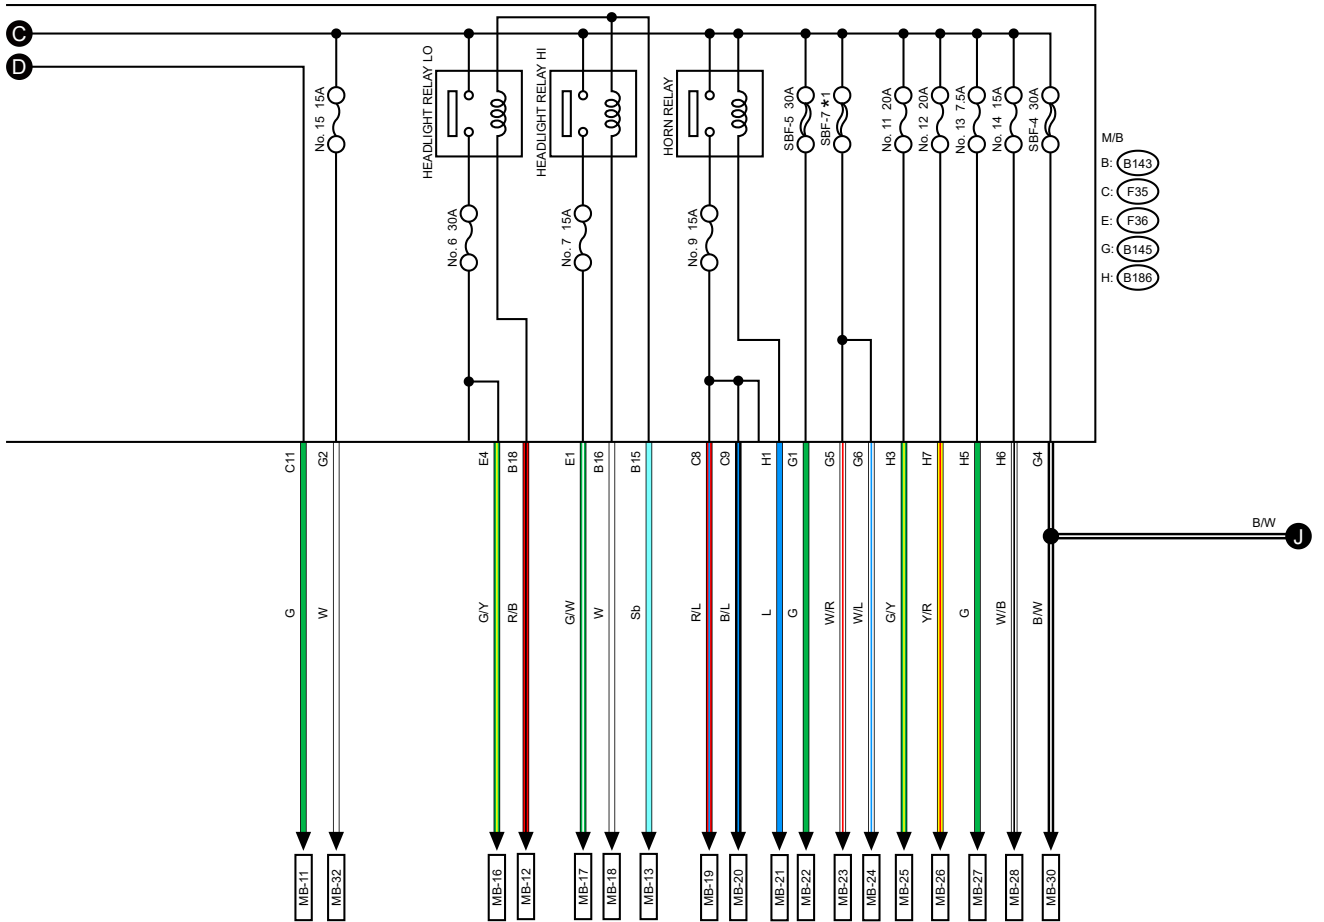 C
D
No. 15 15A
HEADLIGHT RELAY LO
No. 6 30A
HEADLIGHT RELAY HI
No. 7 15A
HORN RELAY
No. 9 15A
SBF-5 30A
SBF-7 *1
No. 11 20A
No. 12 20A
No. 13 7.5A
No. 14 15A
SBF-4 30A
M/B
B: B143
C: F35
E: F36
G: B145
H: B186
C11
G2
E4
B18
E1
B16
B15
C8
C9
H1
G1
G5
G6
H3
H7
H5
H6
G4
B/W
J
G
W
G/Y
R/B
G/W
W
Sb
R/L
B/L
L
G
W/R
W/L
G/Y
Y/R
G
W/B
B/W
MB-11
MB-32
MB-16
MB-12
MB-17
MB-18
MB-13
MB-19
MB-20
MB-21
MB-22
MB-23
MB-24
MB-25
MB-26
MB-27
MB-28
MB-30